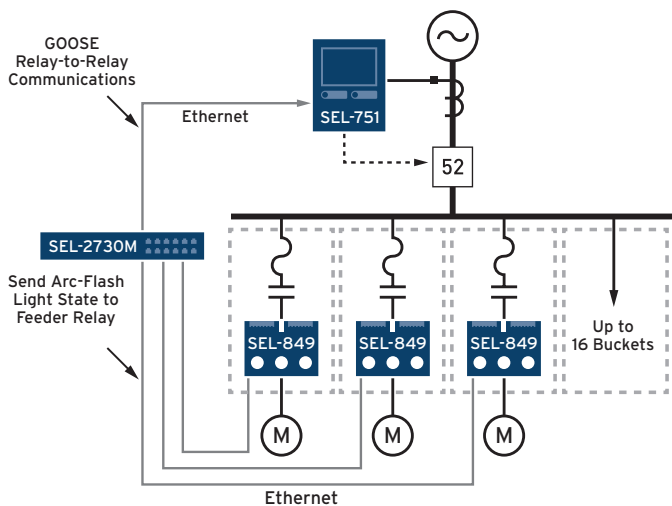 GOOSE
Relay-to-Relay
Communications
Ethernet
SEL-751
52
SEL-2730M
Send Arc-Flash
Light State to
Feeder Relay
SEL-849
SEL-849
SEL-849
Up to
16 Buckets
M
M
M
Ethernet